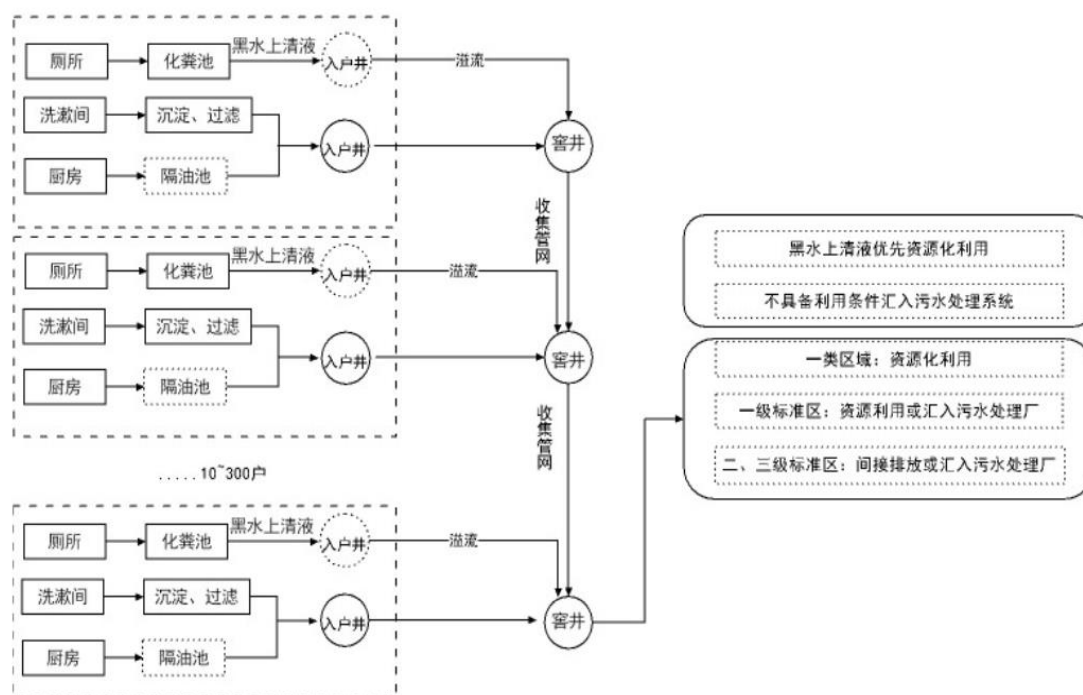 厕所
化粪池
黑水上清液
入户井
溢流
洗漱间
沉淀、过滤
入户井
窖井
厨房
隔油池
收集管网
厕所
化粪池
黑水上清液
入户井
溢流
洗漱间
沉淀、过滤
入户井
窖井
厨房
隔油池
收集管网
.....10~300户
厕所
化粪池
黑水上清液
入户井
溢流
洗漱间
沉淀、过滤
入户井
窖井
厨房
隔油池
黑水上清液优先资源化利用
不具备利用条件汇入污水处理系统
一类区域：资源化利用
一级标准区：资源利用或汇入污水处理厂
二、三级标准区：间接排放或汇入污水处理厂